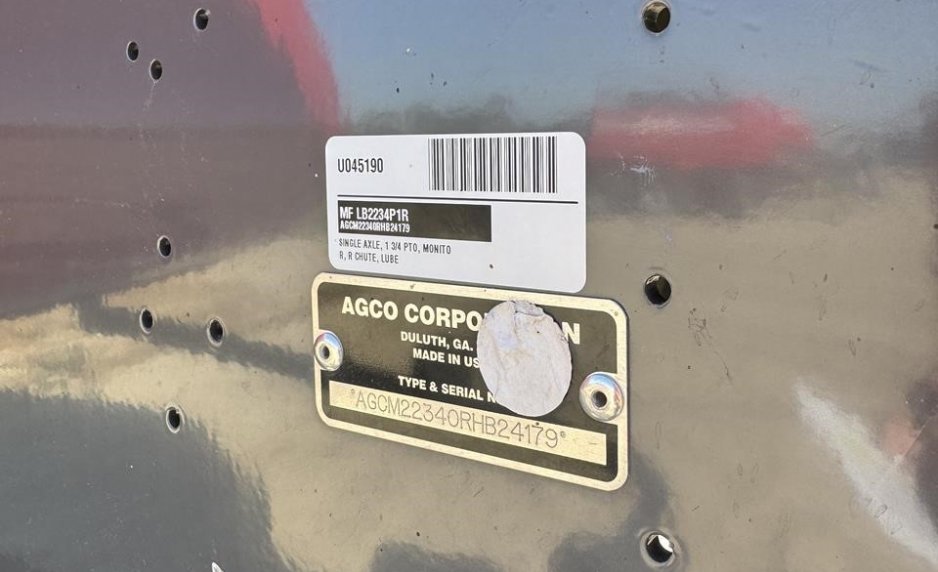 U045190
MF LB2234P1R
AGCM22340RHB24179
SINGLE AXLE, 1 3/4 PTO, MONITO
R, R CHUTE, LUBE
AGCO CORPO N
DULUTH, GA.
MADE IN US
TYPE & SERIAL N
*AGCM22340RHB24179*